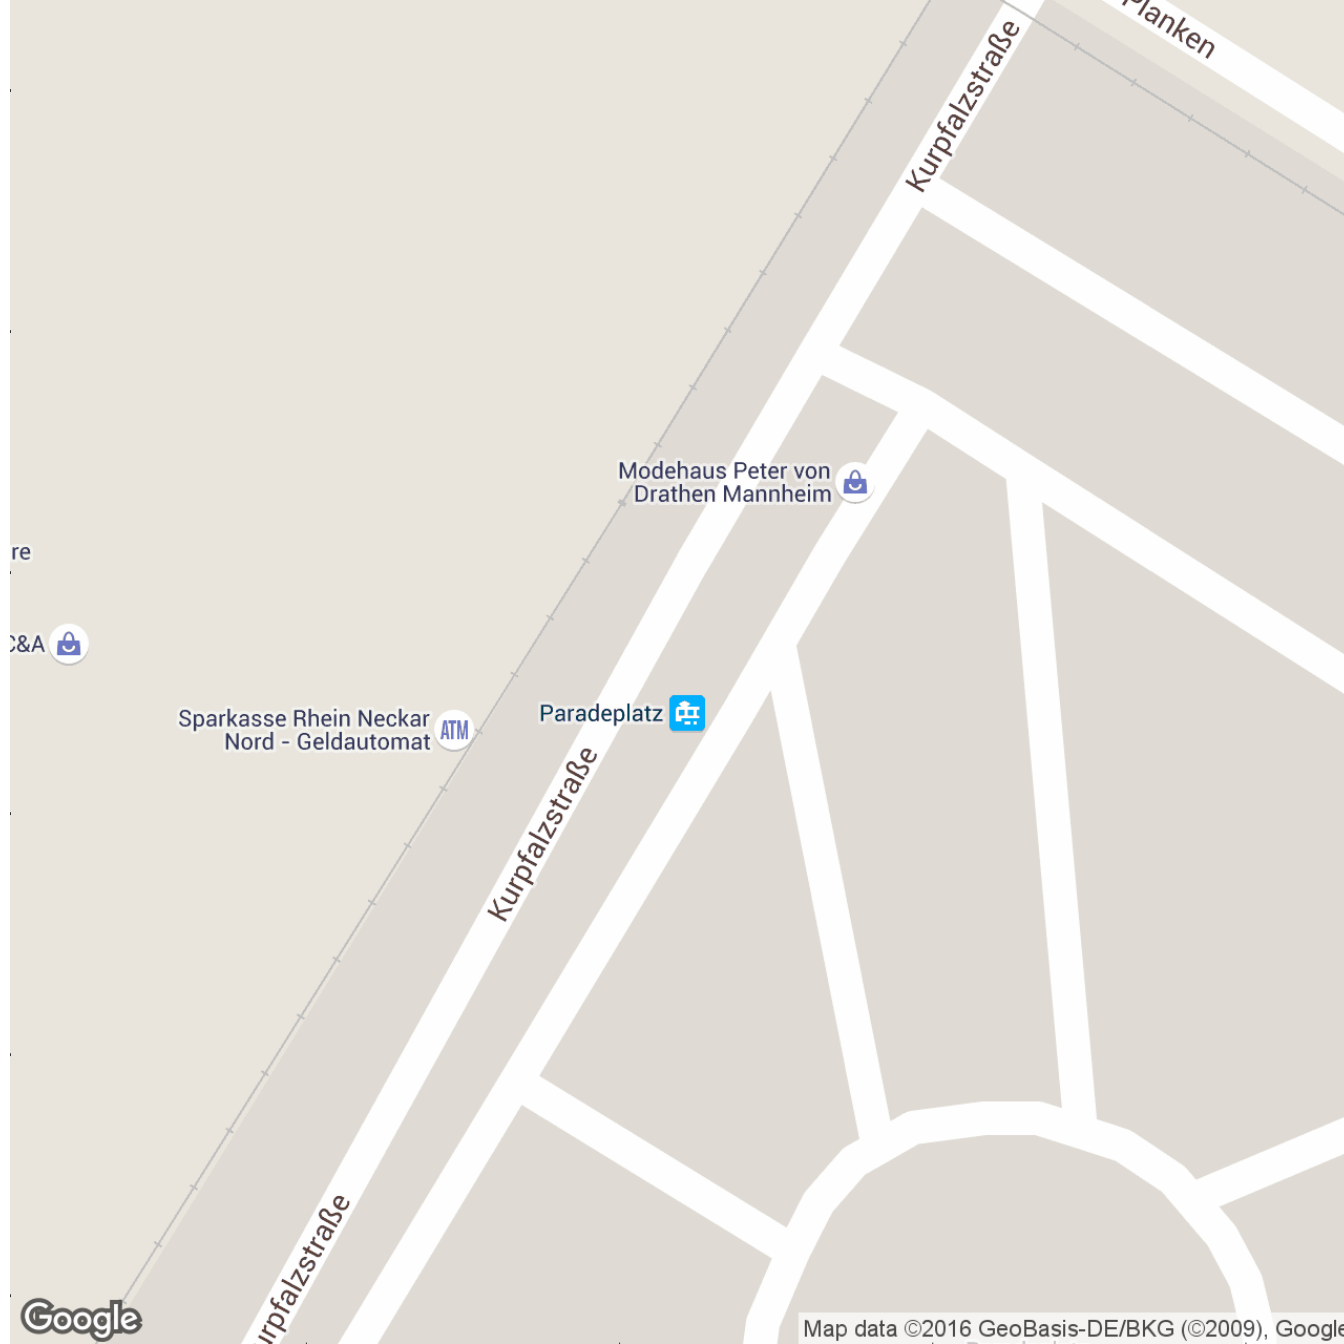 Planken
Kurpfalzstraße
Modehaus Peter von
Drathen Mannheim
re
C&A
Paradeplatz
Sparkasse Rhein Neckar
Nord - Geldautomat
ATM
Kurpfalzstraße
urpfalzstraße
Google
Map data ©2016 GeoBasis-DE/BKG (©2009), Google